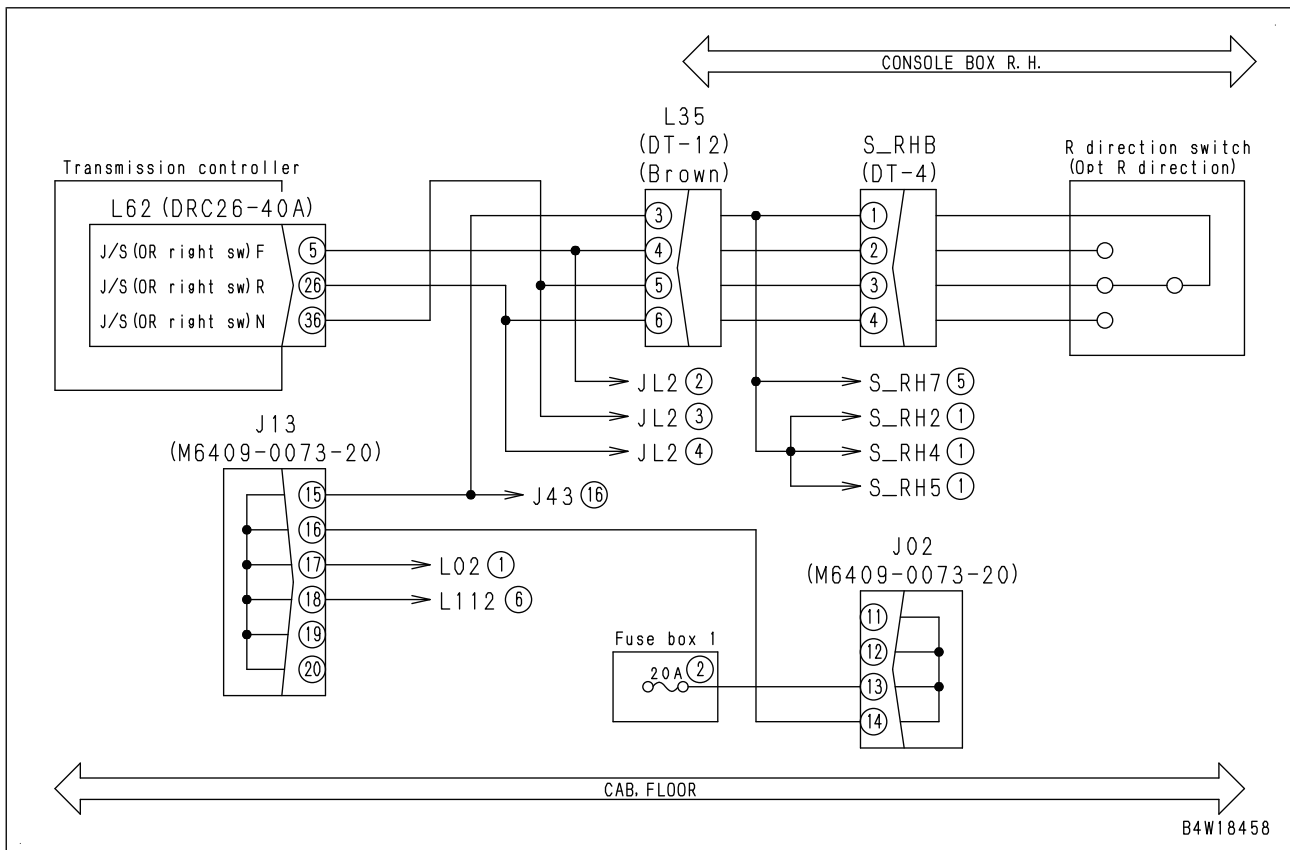 CONSOLE BOX R. H.
L35
(DT-12)
(Brown)
S_RHB
(DT-4)
R direction switch
(Opt R direction)
Transmission controller
L62 (DRC26-40A)
J/S(OR right sw)F 5
J/S(OR right sw)R 26
J/S(OR right sw)N 36
3
4
5
6
1
2
3
4
JL2 2
JL2 3
JL2 4
S_RH7 5
S_RH2 1
S_RH4 1
S_RH5 1
J13
(M6409-0073-20)
15
16
17
18
19
20
J43 16
L02 1
L112 6
J02
(M6409-0073-20)
11
12
13
14
Fuse box 1
20A 2
CAB. FLOOR
B4W18458